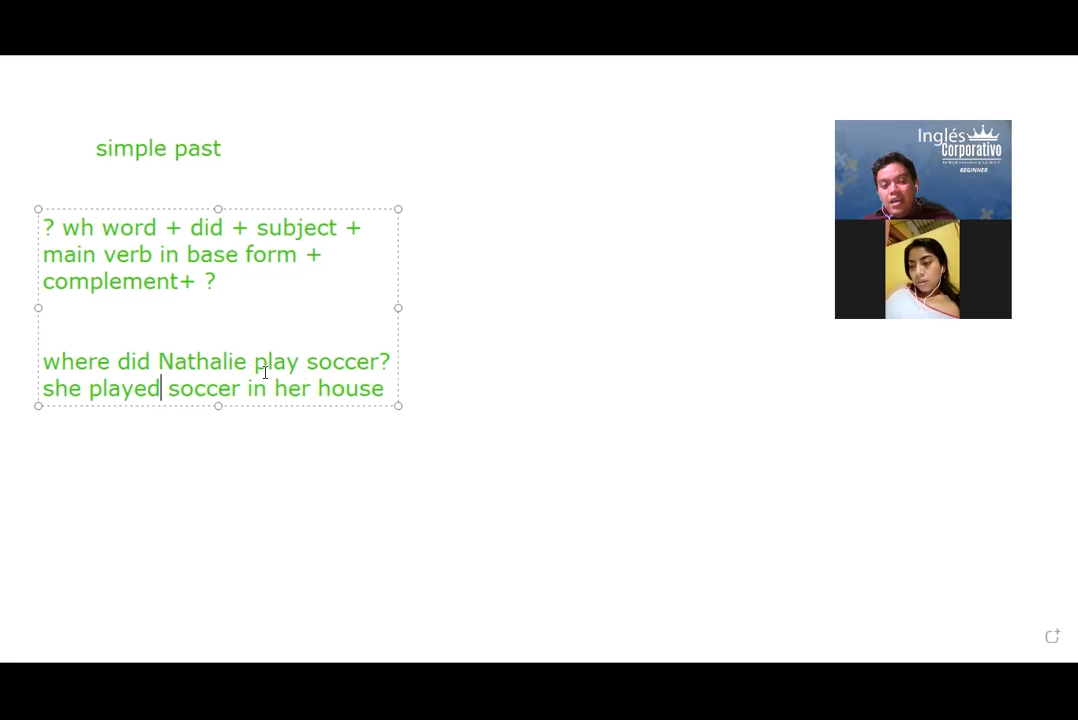 simple past
? wh word + did + subject +
main verb in base form +
complement+ ?
where did Nathalie play soccer?
she played soccer in her house
Inglés
Corporativo
BEGINNER